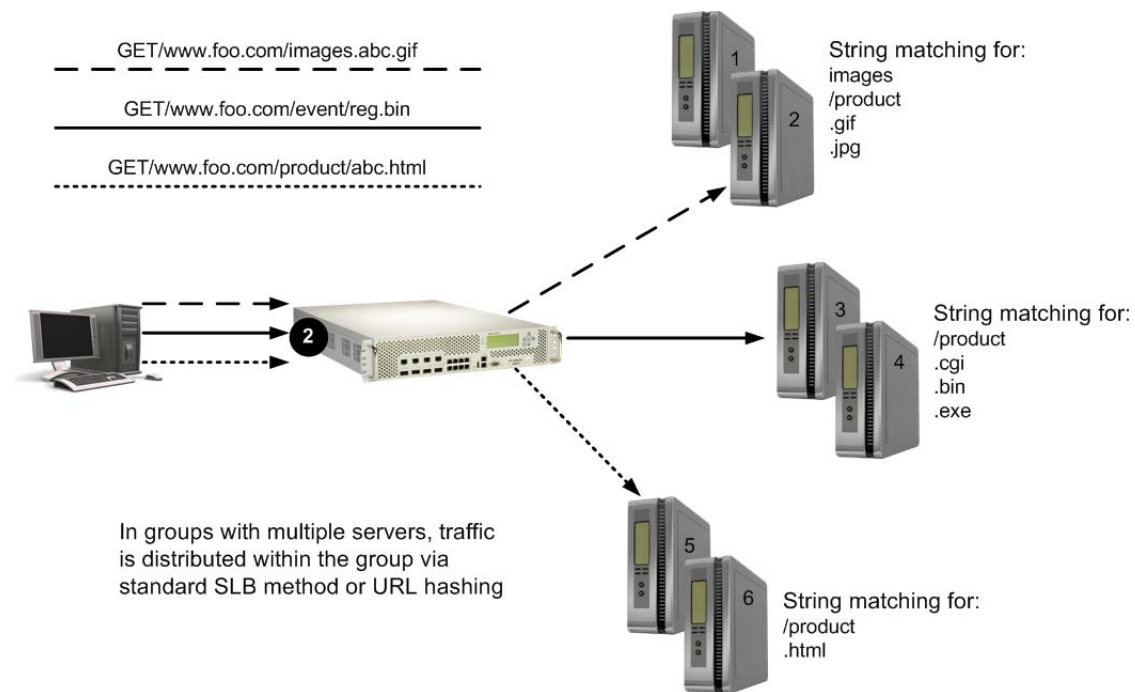 GET/www.foo.com/images.abc.gif
GET/www.foo.com/event/reg.bin
GET/www.foo.com/product/abc.html
1
2
String matching for:
images
/product
.gif
.jpg
2
3
4
String matching for:
/product
.cgi
.bin
.exe
In groups with multiple servers, traffic
is distributed within the group via
standard SLB method or URL hashing
5
6
String matching for:
/product
.html